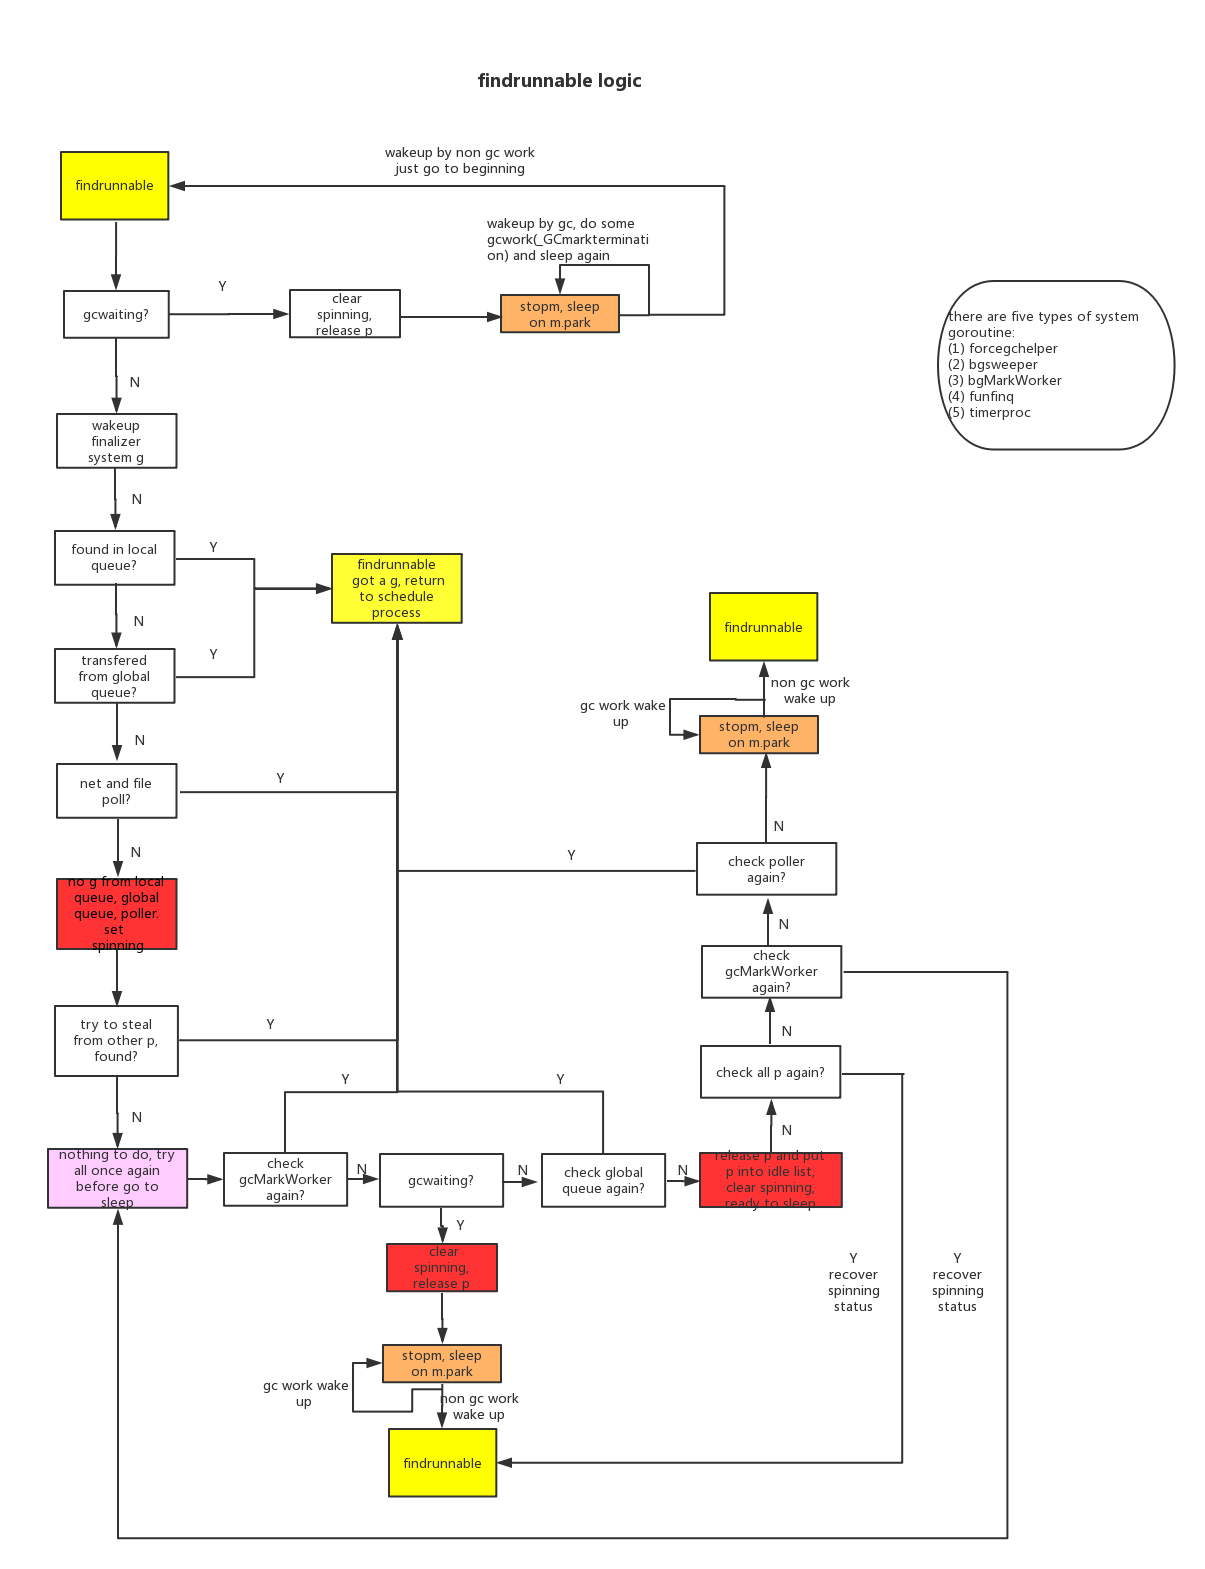 findrunnable logic
wakeup by non gc work
just go to beginning
findrunnable
wakeup by gc, do some
gcwork(_GCmarkterminati
on) and sleep again
Y
gcwaiting?
clear
spinning,
release p
stopm, sleep
on m.park
there are five types of system
goroutine:
(1) forcegchelper
(2) bgsweeper
(3) bgMarkWorker
(4) funfinq
(5) timerproc
N
wakeup
finalizer
system g
N
found in local
queue?
Y
findrunnable
got a g, return
to schedule
process
N
transfered
from global
queue?
Y
findrunnable
non gc work
wake up
gc work wake
up
stopm, sleep
on m.park
N
net and file
poll?
Y
N
N
check poller
again?
Y
no g from local
queue, global
queue, poller.
set
spinning
N
check
gcMarkWorker
again?
try to steal
from other p,
found?
Y
N
check all p again?
Y
Y
N
N
nothing to do, try
all once again
before go to
sleep
check
gcMarkWorker
again?
N
gcwaiting?
N
check global
queue again?
N
release p and put
p into idle list,
clear spinning,
ready to sleep
Y
clear
spinning,
release p
Y
recover
spinning
status
Y
recover
spinning
status
stopm, sleep
on m.park
gc work wake
up
non gc work
wake up
findrunnable